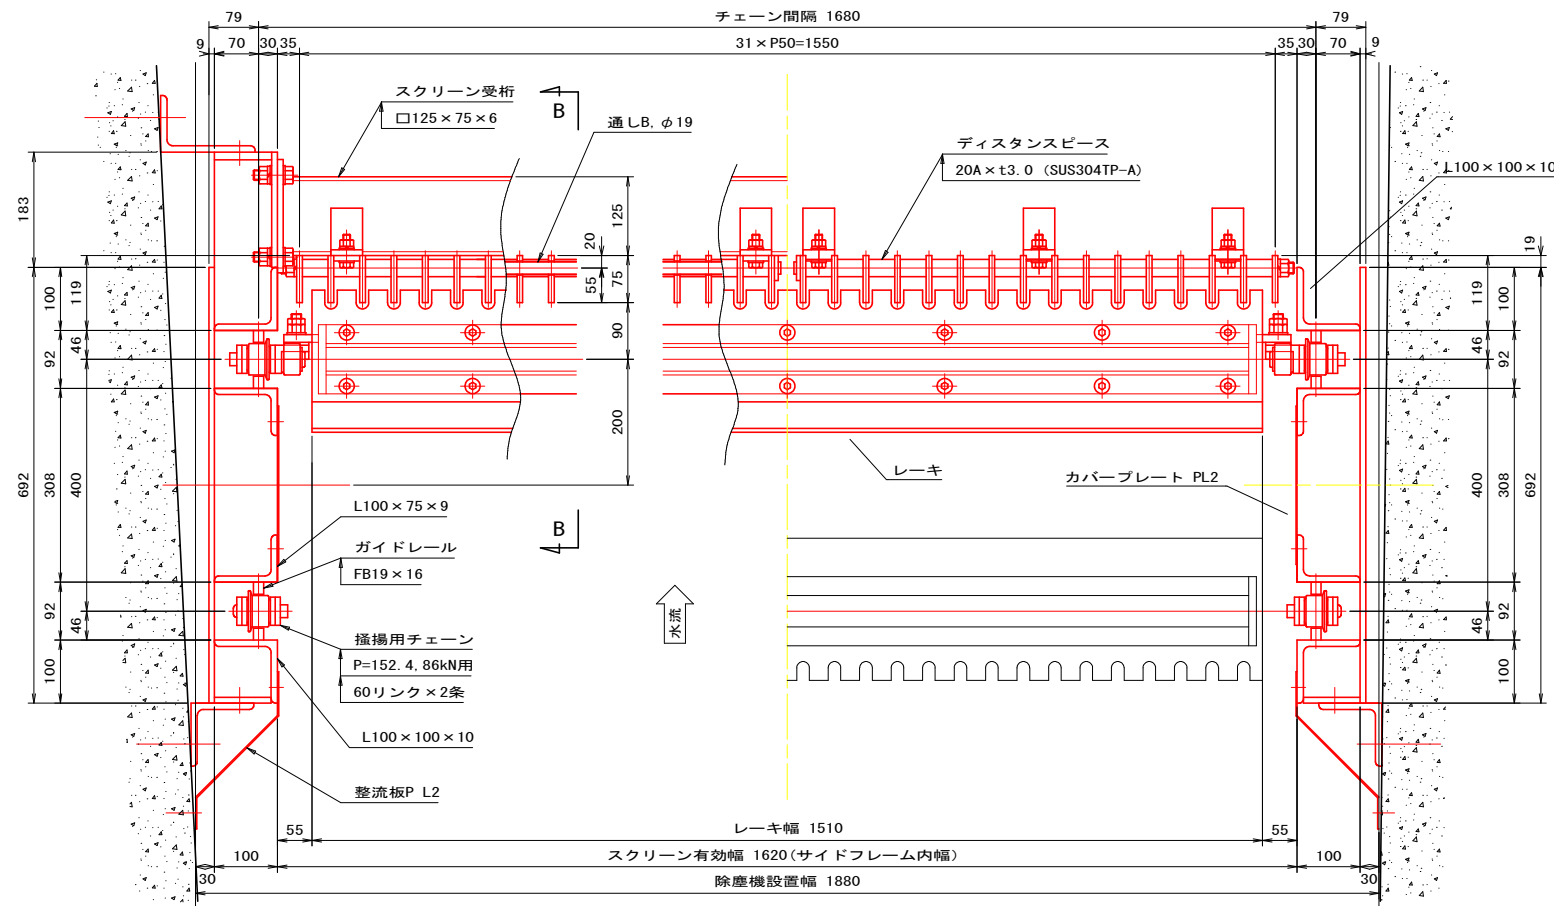 79
チェーン間隔 1680
79
9
70
30
35
31×P50=1550
35
30
70
9
スクリーン受桁
口125×75×6
B
通しB, φ19
ディスタンスピース
20A×t3.0 (SUS304TP-A)
L100×100×10
183
125
20
19
100
119
75
55
119
100
46
92
90
46
92
200
692
308
400
400
308
692
レーキ
カバープレート PL2
L100×75×9
B
ガイドレール
FB19×16
92
46
水流
92
46
掻揚用チェーン
P=152.4, 86kN用
60リンク×2条
100
100
L100×100×10
整流板P L2
55
レーキ幅 1510
55
100
スクリーン有効幅 1620(サイドフレーム内幅)
100
30
除塵機設置幅 1880
30